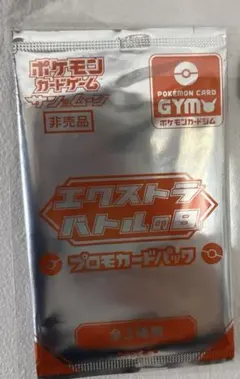 ポケモン
カードゲーム
サン&ムーン
非売品
POKÉMON CARD
GYM
ポケモンカードジム
エクストラ
バトルの日
プロモカードパック